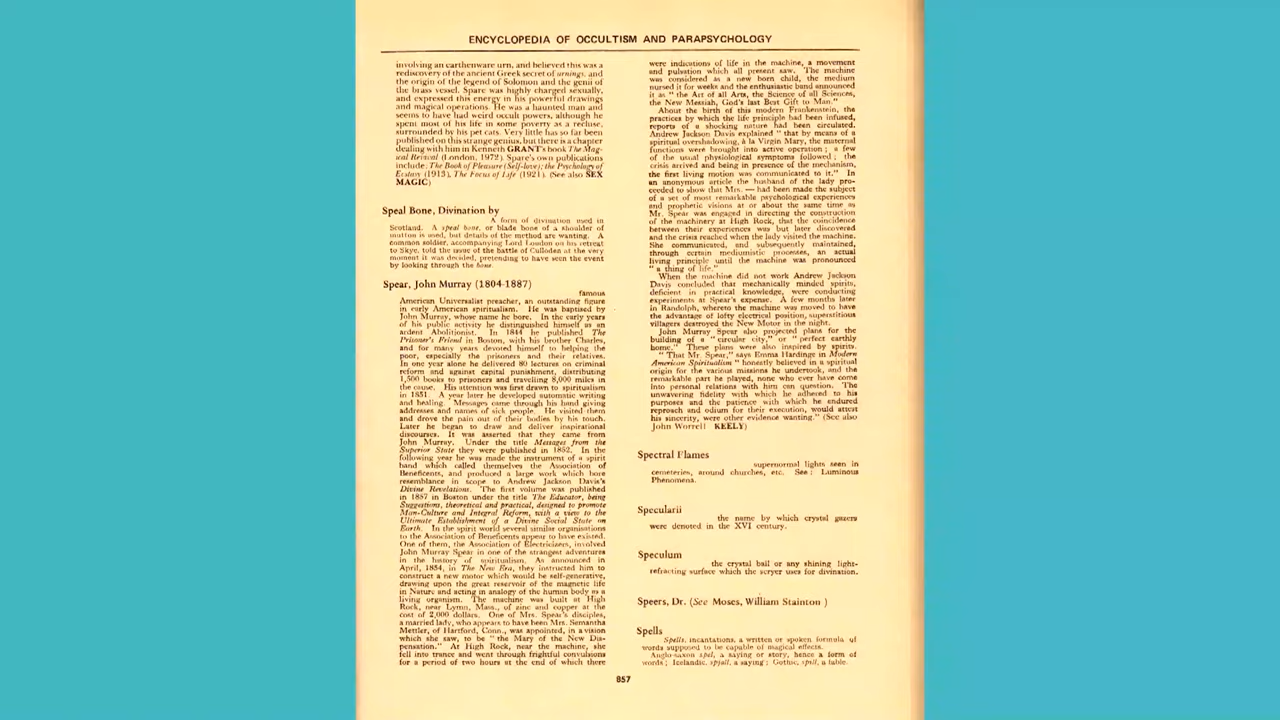 ENCYCLOPEDIA OF OCCULTISM AND PARAPSYCHOLOGY
involving an earthenware urn, and believed this was a
rediscovery of the ancient Greek secret of urnings, and
the origin of the legend of Solomon and the genii of
the brass vessel. Spare was highly charged sexually,
and expressed this energy in his powerful drawings
and magical operations. He was a haunted man and
seems to have had weird occult powers, although he
spent most of his life in some poverty as a recluse,
surrounded by his pet cats. Very little has so far been
published on this strange genius, but there is a chapter
dealing with him in Kenneth GRANT's book The Mag-
ical Revival (London, 1972). Spare's own publications
include: The Book of Pleasure (Self-love); the Psychology of
Ecstasy (1913), The Focus of Life (1921). (See also SEX
MAGIC)
Speal Bone, Divination by
A form of divination used in
Scotland. A speal bone, or blade bone of a shoulder of
mutton is used, but details of the method are wanting. A
common soldier, accompanying Lord Loudon on his retreat
to Skye, told the issue of the battle of Culloden at the very
moment it was decided, pretending to have seen the event
by looking through the bone.
Spear, John Murray (1804-1887)
famous
American Universalist preacher, an outstanding figure
in early American spiritualism. He was baptised by
John Murray, whose name he bore. In the early years
of his public activity he distinguished himself as an
ardent Abolitionist. In 1844 he published The
Prisoner's Friend in Boston, with his brother Charles,
and for many years devoted himself to helping the
poor, especially the prisoners and their relatives.
In one year alone he delivered 80 lectures on criminal
reform and against capital punishment, distributing
1,500 books to prisoners and travelling 8,000 miles in
the cause. His attention was first drawn to spiritualism
in 1851. A year later he developed automatic writing
and healing. Messages came through his hand giving
addresses and names of sick people. He visited them
and drove the pain out of their bodies by his touch.
Later he began to draw and deliver inspirational
discourses. It was asserted that they came from
John Murray. Under the title Messages from the
Superior State they were published in 1852. In the
following year he was made the instrument of a spirit
band which called themselves the Association of
Beneficents, and produced a large work which bore
resemblance in scope to Andrew Jackson Davis's
Divine Revelations. The first volume was published
in 1857 in Boston under the title The Educator, being
Suggestions, theoretical and practical, designed to promote
Man-Culture and Integral Reform, with a view to the
Ultimate Establishment of a Divine Social State on
Earth. In the spirit world several similar organisations
to the Association of Beneficents appear to have existed.
One of them, the Association of Electricizers, involved
John Murray Spear in one of the strangest adventures
in the history of spiritualism. As announced in
April, 1854, in The New Era, they instructed him to
construct a new motor which would be self-generative,
drawing upon the great reservoir of the magnetic life
in Nature and acting in analogy of the human body as a
living organism. The machine was built at High
Rock, near Lynn, Mass., of zinc and copper at the
cost of 2,000 dollars. One of Mrs. Spear's disciples,
a married lady, who appears to have been Mrs. Semantha
Mettler, of Hartford, Conn., was appointed, in a vision
which she saw, to be " the Mary of the New Dis-
pensation." At High Rock, near the machine, she
fell into trance and went through frightful convulsions
for a period of two hours at the end of which there
were indications of life in the machine, a movement
and pulsation which all present saw. The machine
was considered as a new born child, the medium
nursed it for weeks and the enthusiastic band announced
it as " the Art of all Arts, the Science of all Sciences,
the New Messiah, God's last Best Gift to Man."
About the birth of this modern Frankenstein, the
practices by which the life principle had been infused,
reports of a shocking nature had been circulated.
Andrew Jackson Davis explained " that by means of a
spiritual overshadowing, à la Virgin Mary, the maternal
functions were brought into active operation ; a few
of the usual physiological symptoms followed ; the
crisis arrived and being in presence of the mechanism,
the first living motion was communicated to it." In
an anonymous article the husband of the lady pro-
ceeded to show that Mrs. — had been made the subject
of a set of most remarkable psychological experiences
and prophetic visions at or about the same time as
Mr. Spear was engaged in directing the construction
of the machinery at High Rock, that the coincidence
between their experiences was but later discovered
and the crisis reached when the lady visited the machine.
She communicated, and subsequently maintained,
through certain mediumistic processes, an actual
living principle until the machine was pronounced
" a thing of life."
When the machine did not work Andrew Jackson
Davis concluded that mechanically minded spirits,
deficient in practical knowledge, were conducting
experiments at Spear's expense. A few months later
in Randolph, whereto the machine was moved to have
the advantage of lofty electrical position, superstitious
villagers destroyed the New Motor in the night.
John Murray Spear also projected plans for the
building of a " circular city," or " perfect earthly
home." These plans were also inspired by spirits.
" That Mr. Spear," says Emma Hardinge in Modern
American Spiritualism " honestly believed in a spiritual
origin for the various missions he undertook, and the
remarkable part he played, none who ever have come
into personal relations with him can question. The
unwavering fidelity with which he adhered to his
purposes and the patience with which he endured
reproach and odium for their execution, would attest
his sincerity, were other evidence wanting." (See also
John Worrell KEELY)
Spectral Flames
supernormal lights seen in
cemeteries, around churches, etc. See : Luminous
Phenomena.
Specularii
the name by which crystal gazers
were denoted in the XVI century.
Speculum
the crystal ball or any shining light-
refracting surface which the scryer uses for divination.
Speers, Dr. (See Moses, William Stainton )
Spells
Spells, incantations, a written or spoken formula of
words supposed to be capable of magical effects.
Anglo-saxon spel, a saying or story, hence a form of
words ; Icelandic, spjall, a saying ; Gothic, spill, a fable.
857